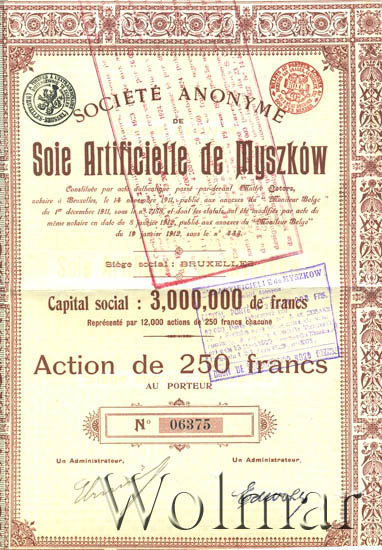 SOCIÉTÉ ANONYME
DE
Soie Artificielle de Myszków
Constituée par acte authentique passé par-devant Maître
notaire à Bruxelles, le 14 novembre 1911, publié aux annexes du "Moniteur Belge"
du 1er décembre 1911, sous le n° 7838, et dont les statuts ont été modifiés par acte du
même notaire en date du 8 janvier 1912, publié aux annexes du "Moniteur Belge"
du 19 janvier 1912, sous le n° 443.
Siège social : BRUXELLES
Capital social : 3,000,000 de francs
Représenté par 12,000 actions de 250 francs chacune
Action de 250 francs
AU PORTEUR
N° 06375
Un Administrateur,
Un Administrateur,
Wolmar